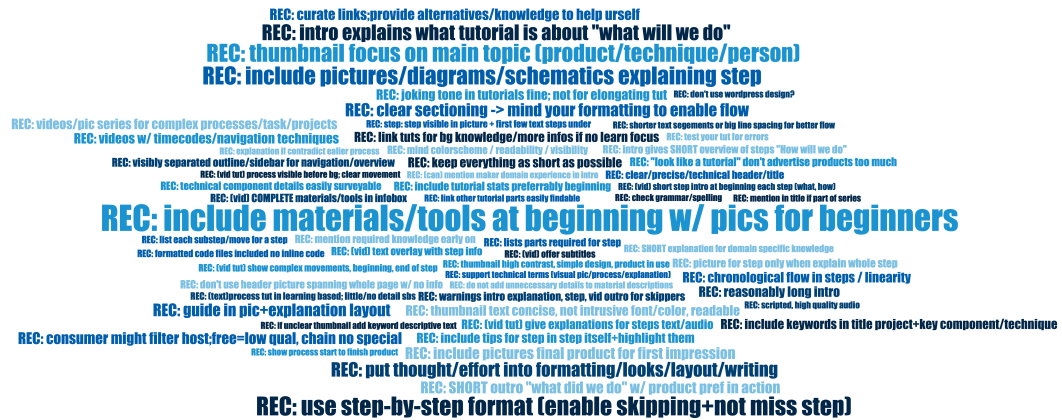 REC: curate links;provide alternatives/knowledge to help urself
REC: intro explains what tutorial is about "what will we do"
REC: thumbnail focus on main topic (product/technique/person)
REC: include pictures/diagrams/schematics explaining step
REC: joking tone in tutorials fine; not for elongating tut REC: don't use wordpress design?
REC: clear sectioning -> mind your formatting to enable flow
REC: videos/pic series for complex processes/task/projects REC: step: step visible in picture + first few text steps under REC: shorter text segements or big line spacing for better flow
REC: videos w/ timecodes/navigation techniques REC: link tuts for bg knowledge/more infos if no learn focus REC: test your tut for errors
REC: explanation if contradict ealier process REC: mind colorscheme / readability / visibility REC: intro gives SHORT overview of steps "How will we do"
REC: visibly separated outline/sidebar for navigation/overview REC: keep everything as short as possible REC: "look like a tutorial" don't advertise products too much
REC: (vid tut) process visible before bg; clear movement REC: (can) mention maker domain experience in intro REC: clear/precise/technical header/title
REC: technical component details easily surveyable REC: include tutorial stats preferrably beginning REC: (vid) short step intro at beginning each step (what, how)
REC: (vid) COMPLETE materials/tools in infobox REC: link other tutorial parts easily findable REC: check grammar/spelling REC: mention in title if part of series
REC: include materials/tools at beginning w/ pics for beginners
REC: list each substep/move for a step REC: mention required knowledge early on REC: lists parts required for step REC: SHORT explanation for domain specific knowledge
REC: formatted code files included no inline code REC: (vid) text overlay with step info REC: (vid) offer subtitles
REC: (vid tut) show complex movements, beginning, end of step REC: thumbnail high contrast, simple design, product in use REC: picture for step only when explain whole step
REC: support technical terms (visual pic/process/explanation) REC: chronological flow in steps / linearity
REC: don't use header picture spanning whole page w/ no info REC: do not add unneccessary details to material descriptions
REC: (text)process tut in learning based; little/no detail sbs REC: warnings intro explanation, step, vid outro for skippers REC: reasonably long intro
REC: guide in pic+explanation layout REC: thumbnail text concise, not intrusive font/color, readable REC: scripted, high quality audio
REC: if unclear thumbnail add keyword descriptive text REC: (vid tut) give explanations for steps text/audio REC: include keywords in title project+key component/technique
REC: consumer might filter host;free=low qual, chain no special REC: include tips for step in step itself+highlight them
REC: show process start to finish product REC: include pictures final product for first impression
REC: put thought/effort into formatting/looks/layout/writing
REC: SHORT outro "what did we do" w/ product pref in action
REC: use step-by-step format (enable skipping+not miss step)